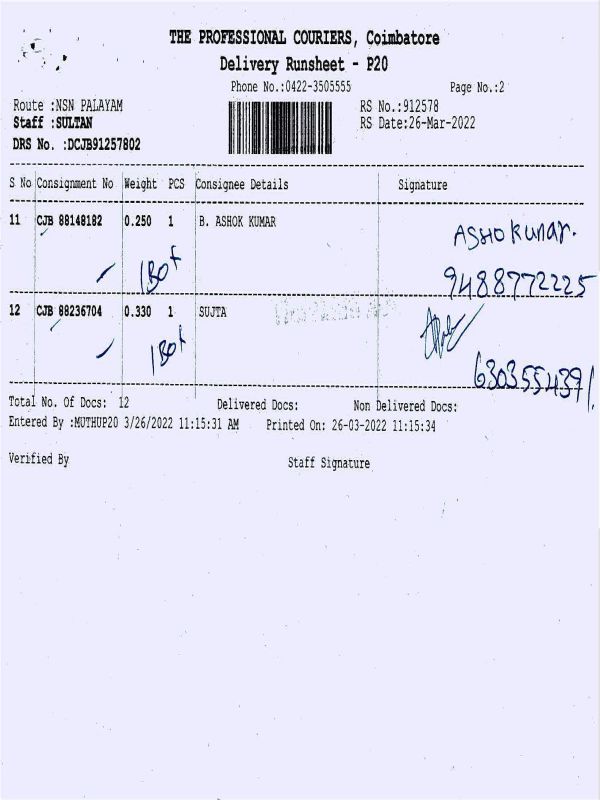 THE PROFESSIONAL COURIERS, Coimbatore
Delivery Runsheet - P20
Phone No.:0422-3505555 Page No.:2
Route :NSN PALAYAM RS No.:912578
Staff :SULTAN RS Date:26-Mar-2022
DRS No. :DCJB91257802
S No Consignment No Weight PCS Consignee Details Signature
11 CJB 88148182 0.250 1 B. ASHOK KUMAR
ASHO Kumar.
9488772225
12 CJB 88236704 0.330 1 SUJTA
Total No. Of Docs: 12 Delivered Docs: Non Delivered Docs:
Entered By :MUTHUP20 3/26/2022 11:15:31 AM Printed On: 26-03-2022 11:15:34
Verified By Staff Signature